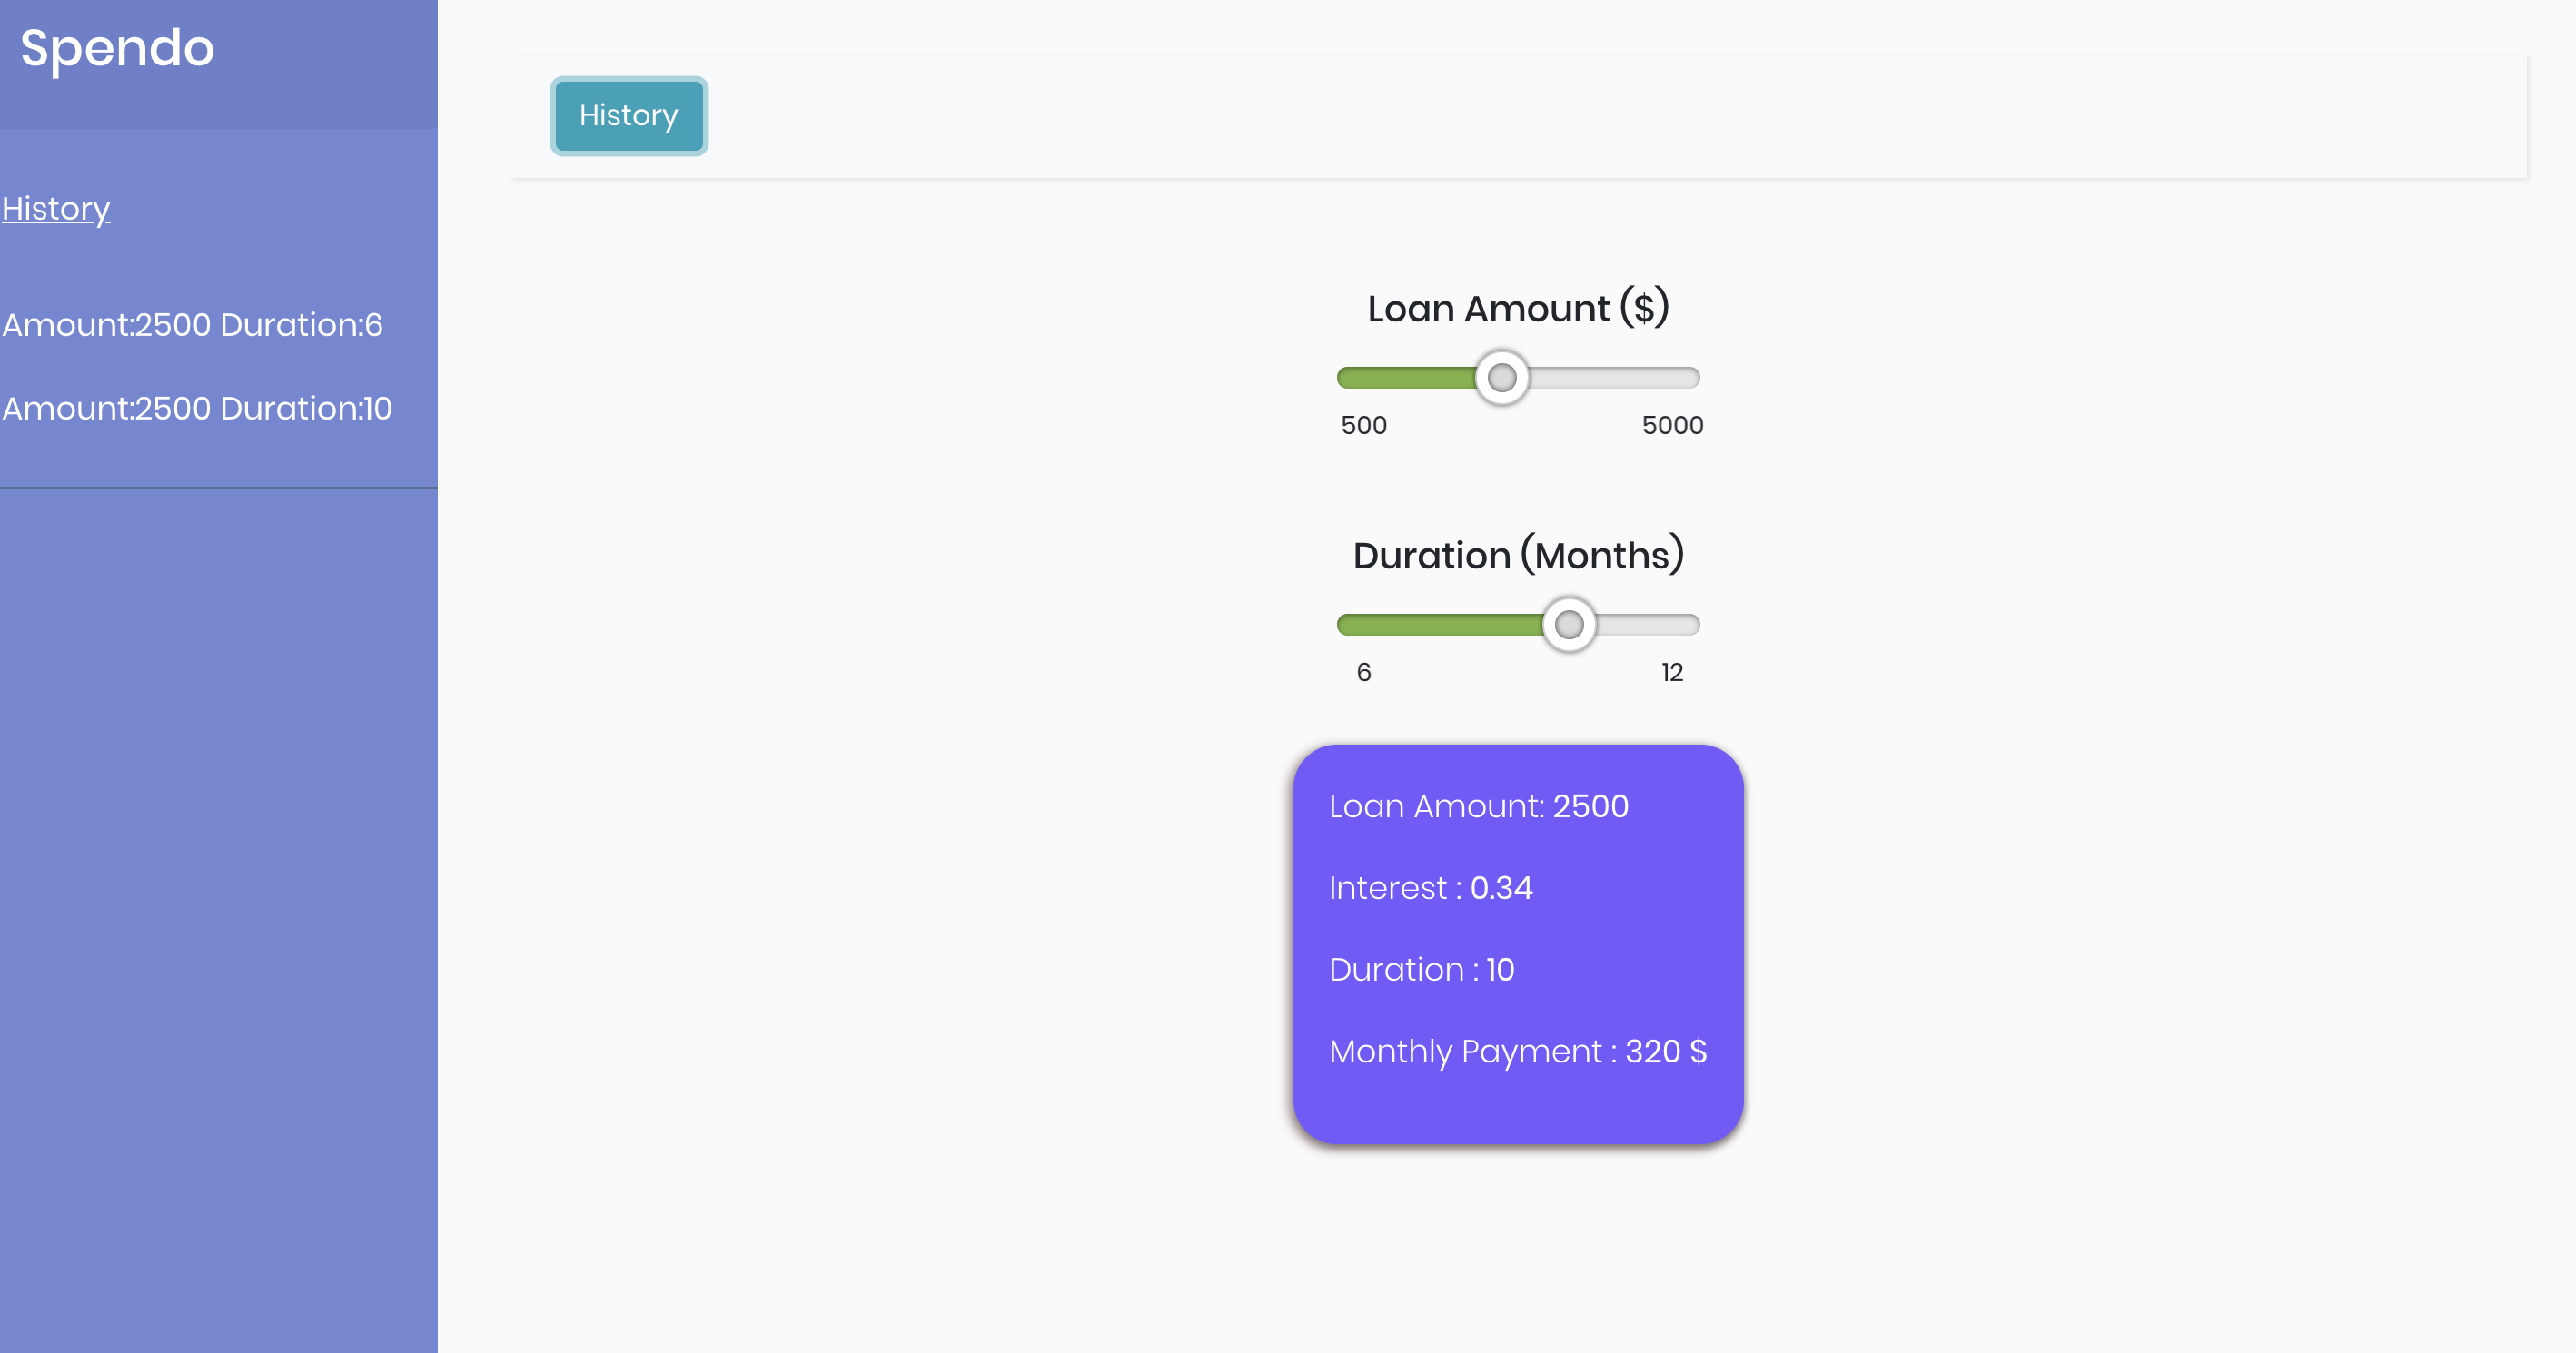 Spendo
History
Amount:2500 Duration:6
Amount:2500 Duration:10
History
Loan Amount ($)
500 5000
Duration (Months)
6 12
Loan Amount: 2500
Interest : 0.34
Duration : 10
Monthly Payment : 320 $